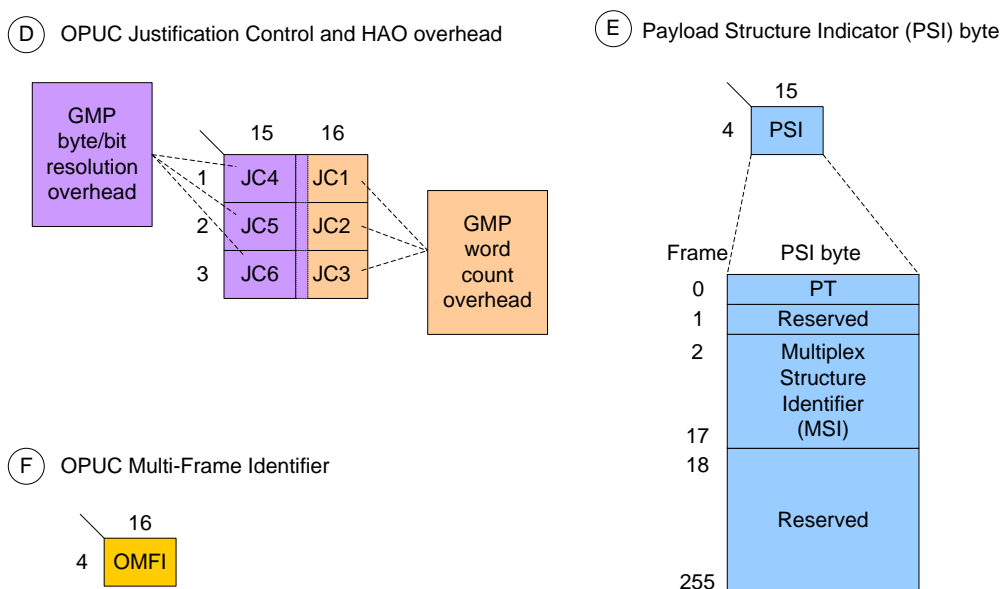 D OPUC Justification Control and HAO overhead
GMP
byte/bit
resolution
overhead
15 16
1 JC4 JC1
2 JC5 JC2
3 JC6 JC3
GMP
word
count
overhead
E Payload Structure Indicator (PSI) byte
15
4 PSI
Frame PSI byte
0 PT
1 Reserved
2 Multiplex
Structure
Identifier
17 (MSI)
18
Reserved
255
F OPUC Multi-Frame Identifier
16
4 OMFI